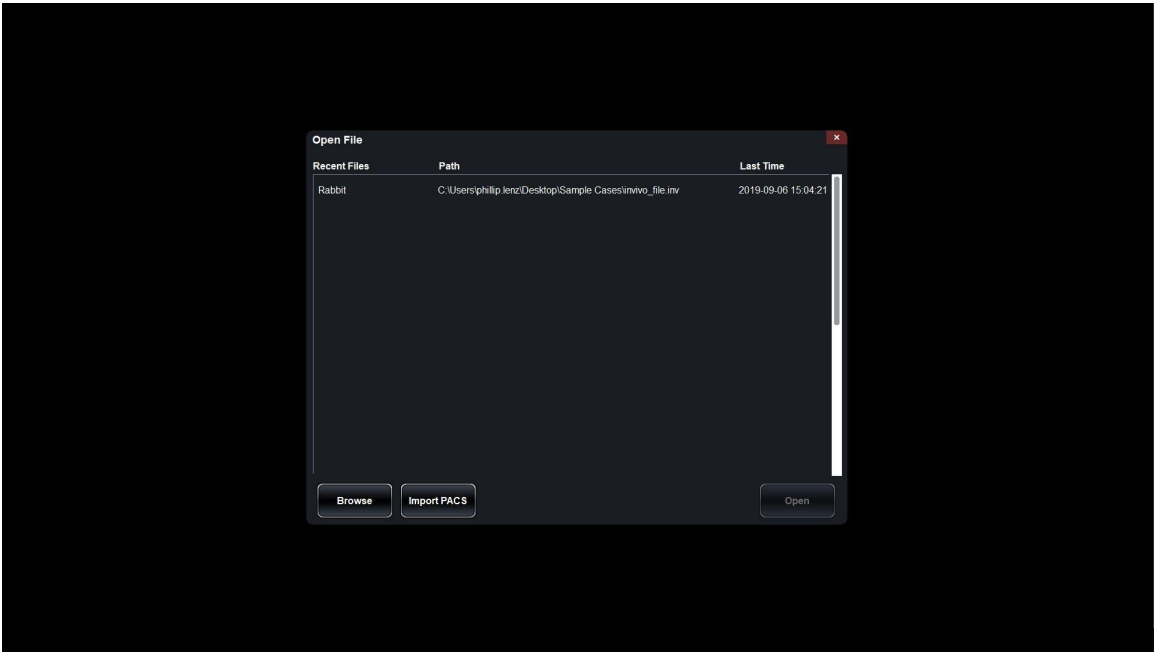 Open File
×
Recent Files Path Last Time
Rabbit C:\Users\phillip.lenz\Desktop\Sample Cases\invivo_file.inv 2019-09-06 15:04:21
Browse Import PACS Open